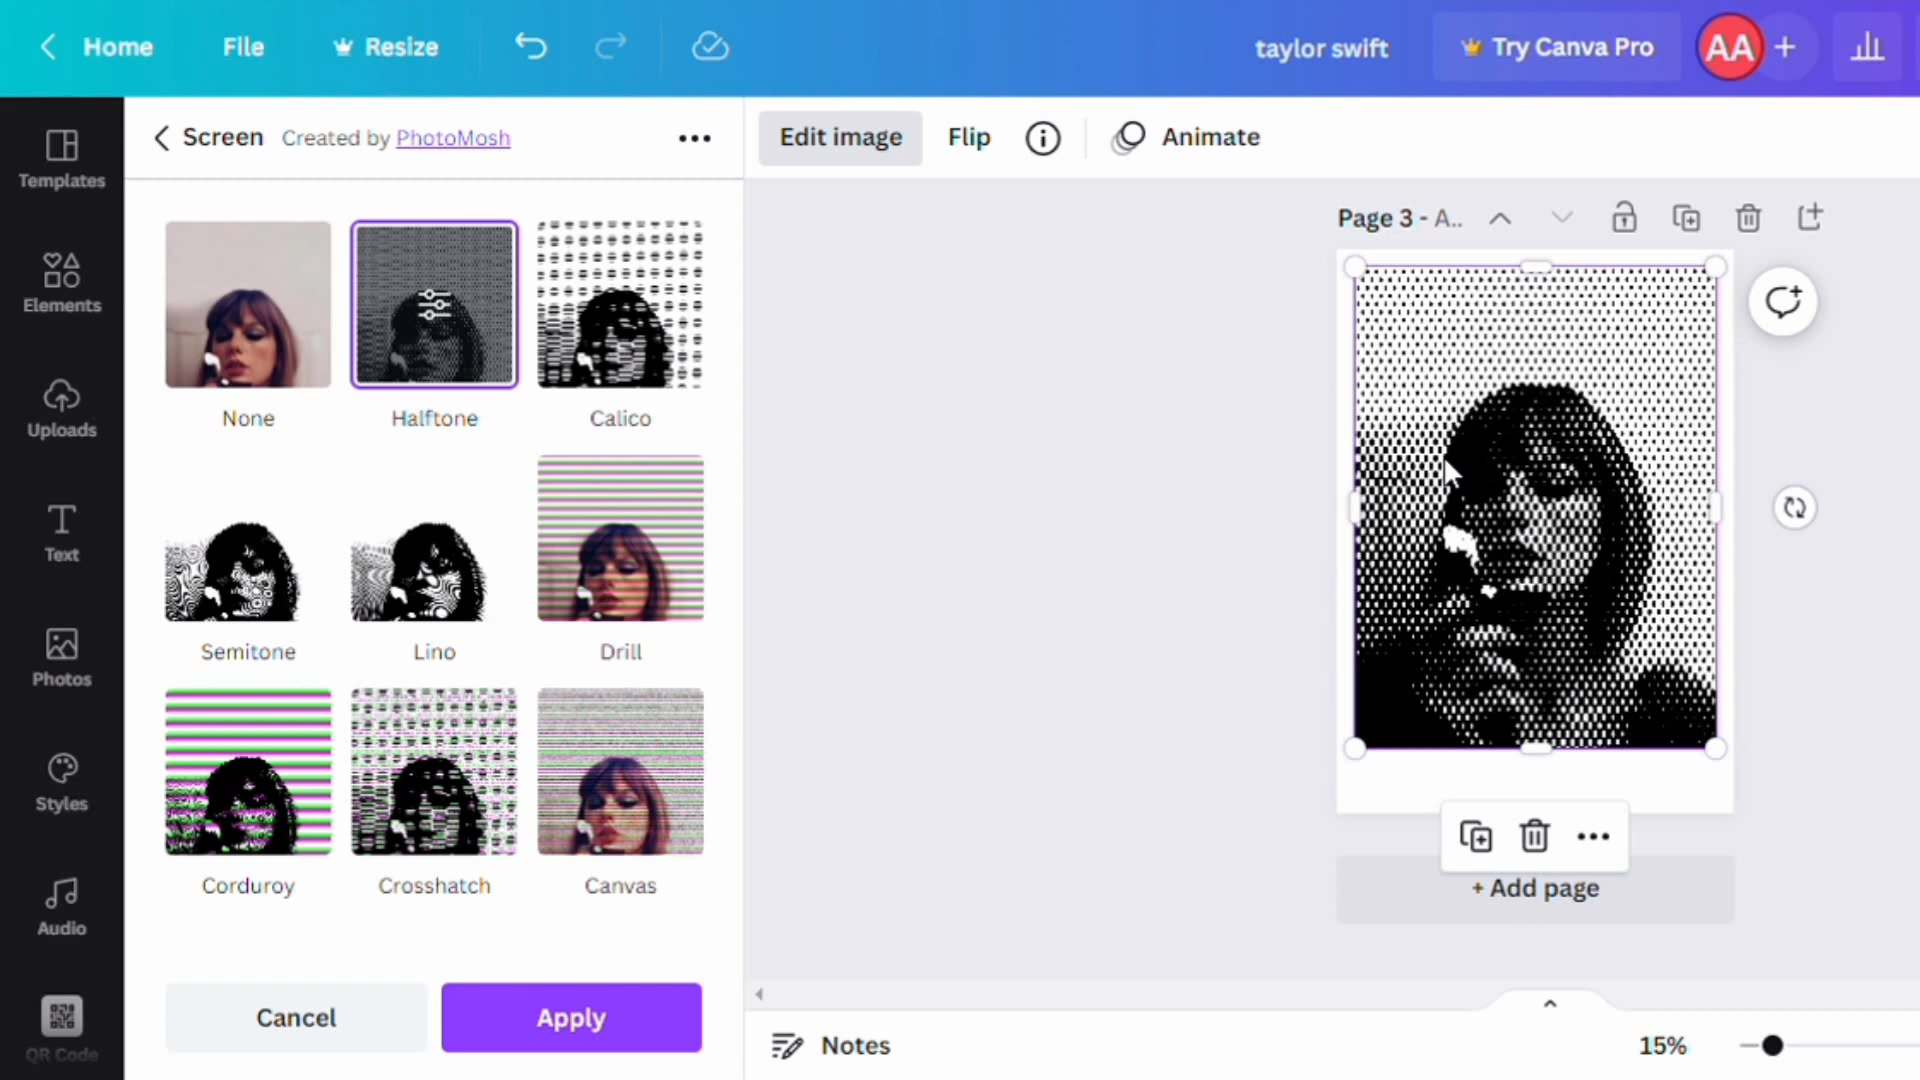 Home File Resize taylor swift Try Canva Pro AA
Screen Created by PhotoMosh
Edit image Flip Animate
Templates
Elements
Uploads
Text
Photos
Styles
Audio
QR Code
None Halftone Calico
Semitone Lino Drill
Corduroy Crosshatch Canvas
Cancel Apply
Page 3 - A..
+ Add page
Notes 15%